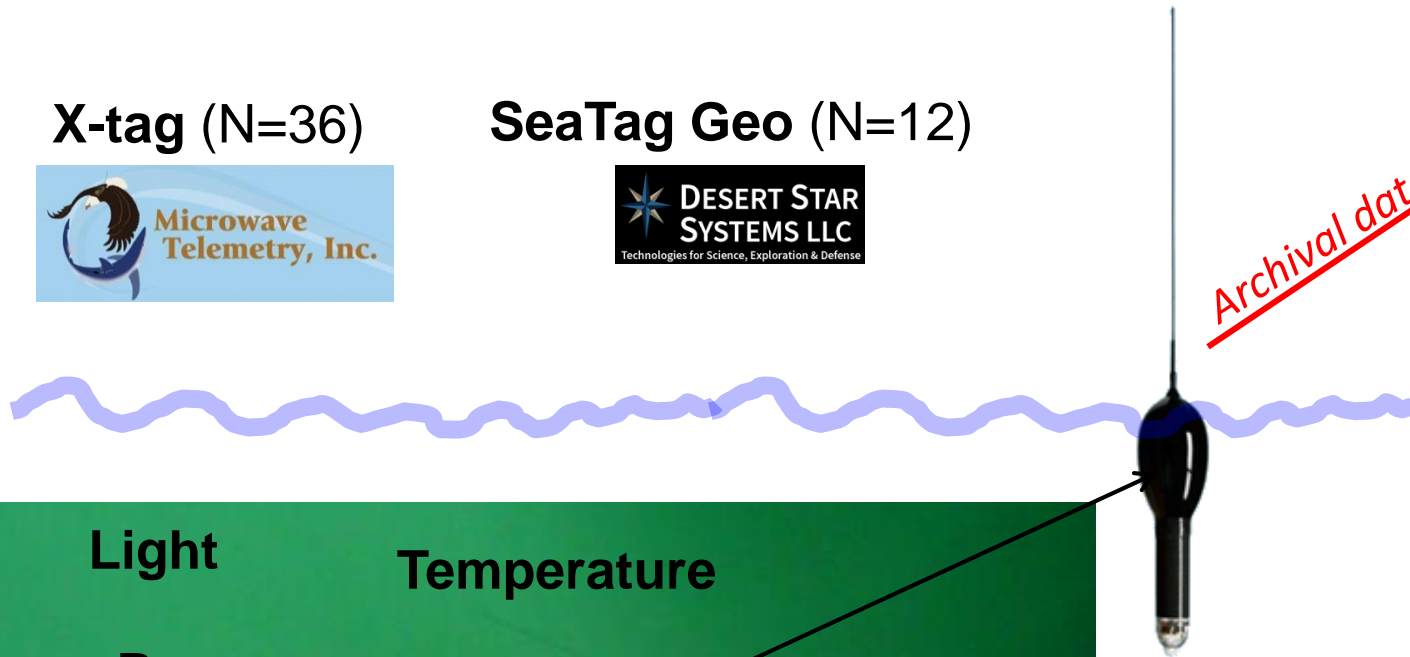 X-tag (N=36)
SeaTag Geo (N=12)
Microwave
Telemetry, Inc.
DESERT STAR
SYSTEMS LLC
Technologies for Science, Exploration & Defense
Archival dat
Light
Temperature